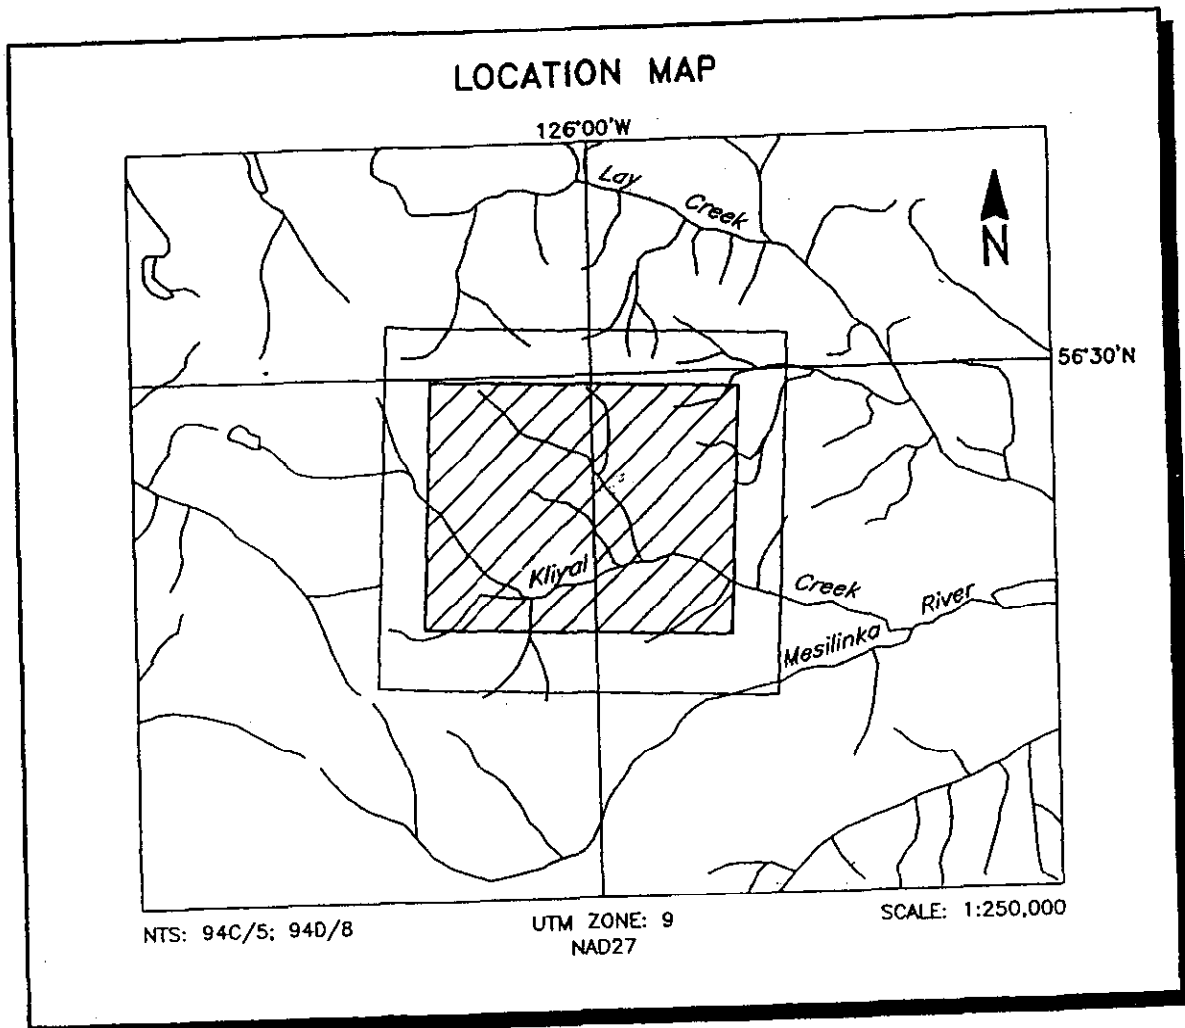 LOCATION MAP
126°00'W
Lay
Creek
N
56°30'N
Kliyal
Creek
River
Mesilinka
NTS: 94C/5; 94D/8
UTM ZONE: 9
NAD27
SCALE: 1:250,000